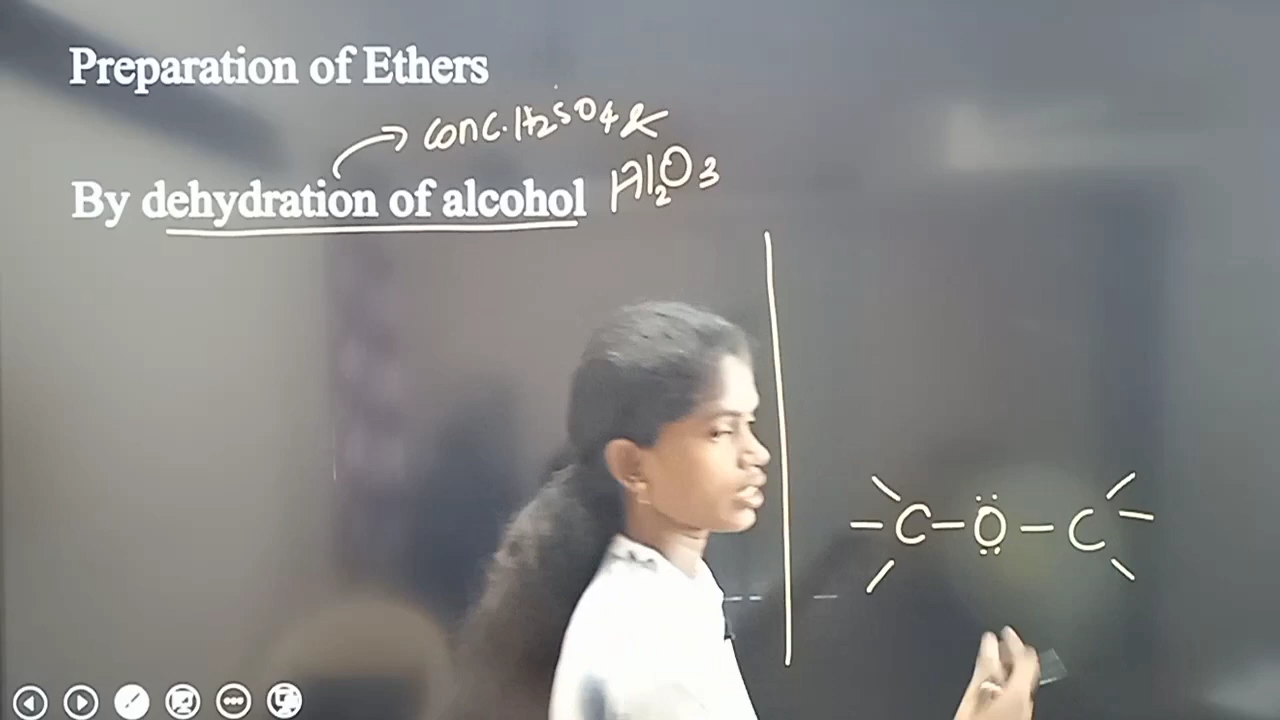 Preparation of Ethers
conc. H₂SO₄ &
By dehydration of alcohol Al₂O₃
– C – O – C –